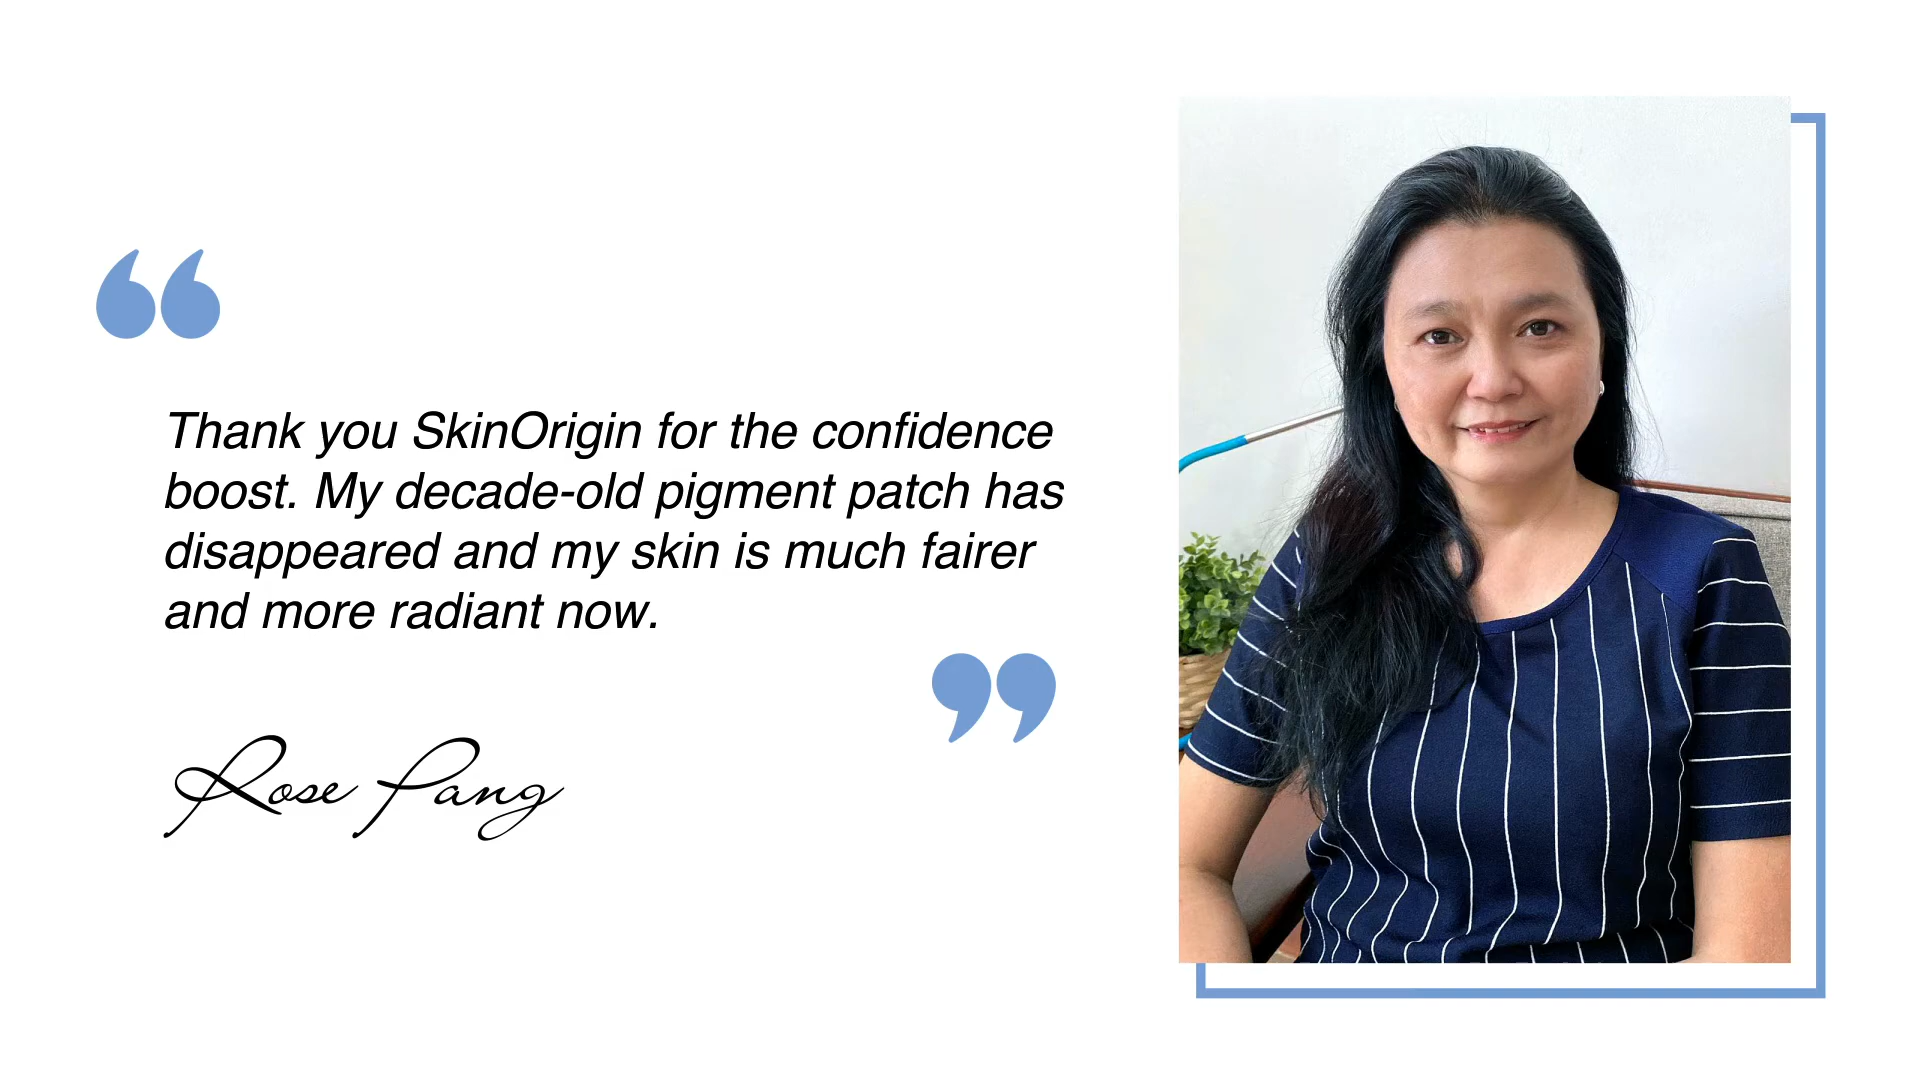 Thank you SkinOrigin for the confidence
boost. My decade-old pigment patch has
disappeared and my skin is much fairer
and more radiant now.
Rose Pang